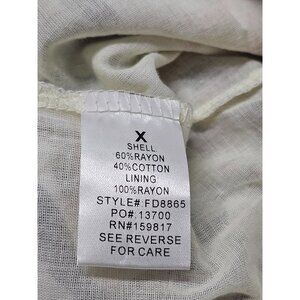 X
SHELL
60%RAYON
40%COTTON
LINING
100%RAYON
STYLE#:FD8865
PO#:13700
RN#159817
SEE REVERSE
FOR CARE